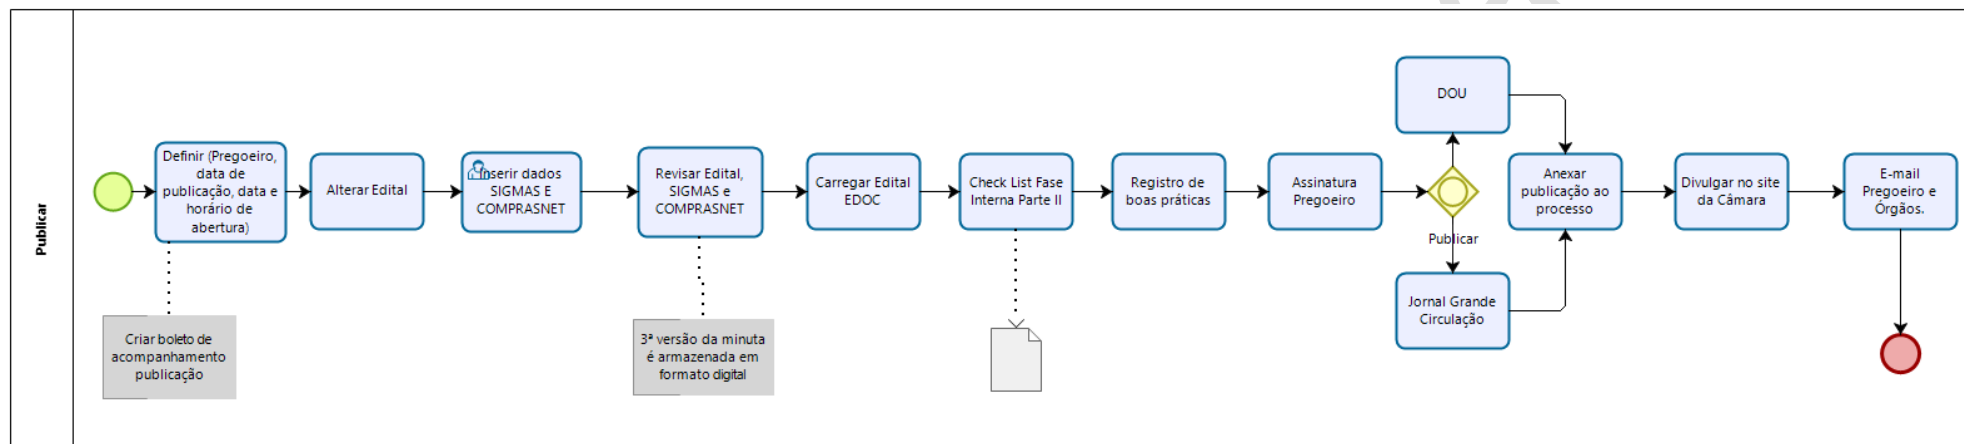 Publicar
Definir (Pregoeiro,
data de
publicação, data e
horário de
abertura)
Alterar Edital
Inserir dados
SIGMAS E
COMPRASNET
Revisar Edital,
SIGMAS e
COMPRASNET
Carregar Edital
EDOC
Check List Fase
Interna Parte II
Registro de
boas práticas
Assinatura
Pregoeiro
Publicar
DOU
Jornal Grande
Circulação
Anexar
publicação ao
processo
Divulgar no site
da Câmara
E-mail
Pregoeiro e
Órgãos.
Criar boleto de
acompanhamento
publicação
3ª versão da minuta
é armazenada em
formato digital